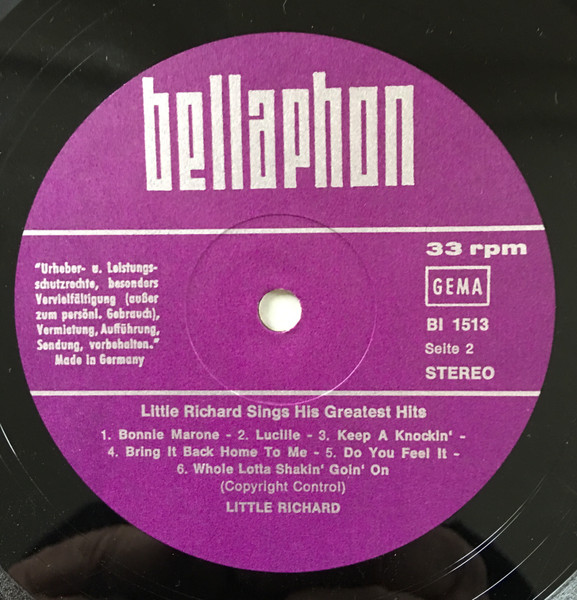 bellaphon
"Urheber- u. Leistungs-
schutzrechte, besonders
Vervielfältigung (außer
zum persönl. Gebrauch),
Vermietung, Aufführung,
Sendung, vorbehalten."
Made in Germany
33 rpm
GEMA
BI 1513
Seite 2
STEREO
Little Richard Sings His Greatest Hits
1. Bonnie Marone - 2. Lucille - 3. Keep A Knockin' -
4. Bring It Back Home To Me - 5. Do You Feel It -
6. Whole Lotta Shakin' Goin' On
(Copyright Control)
LITTLE RICHARD